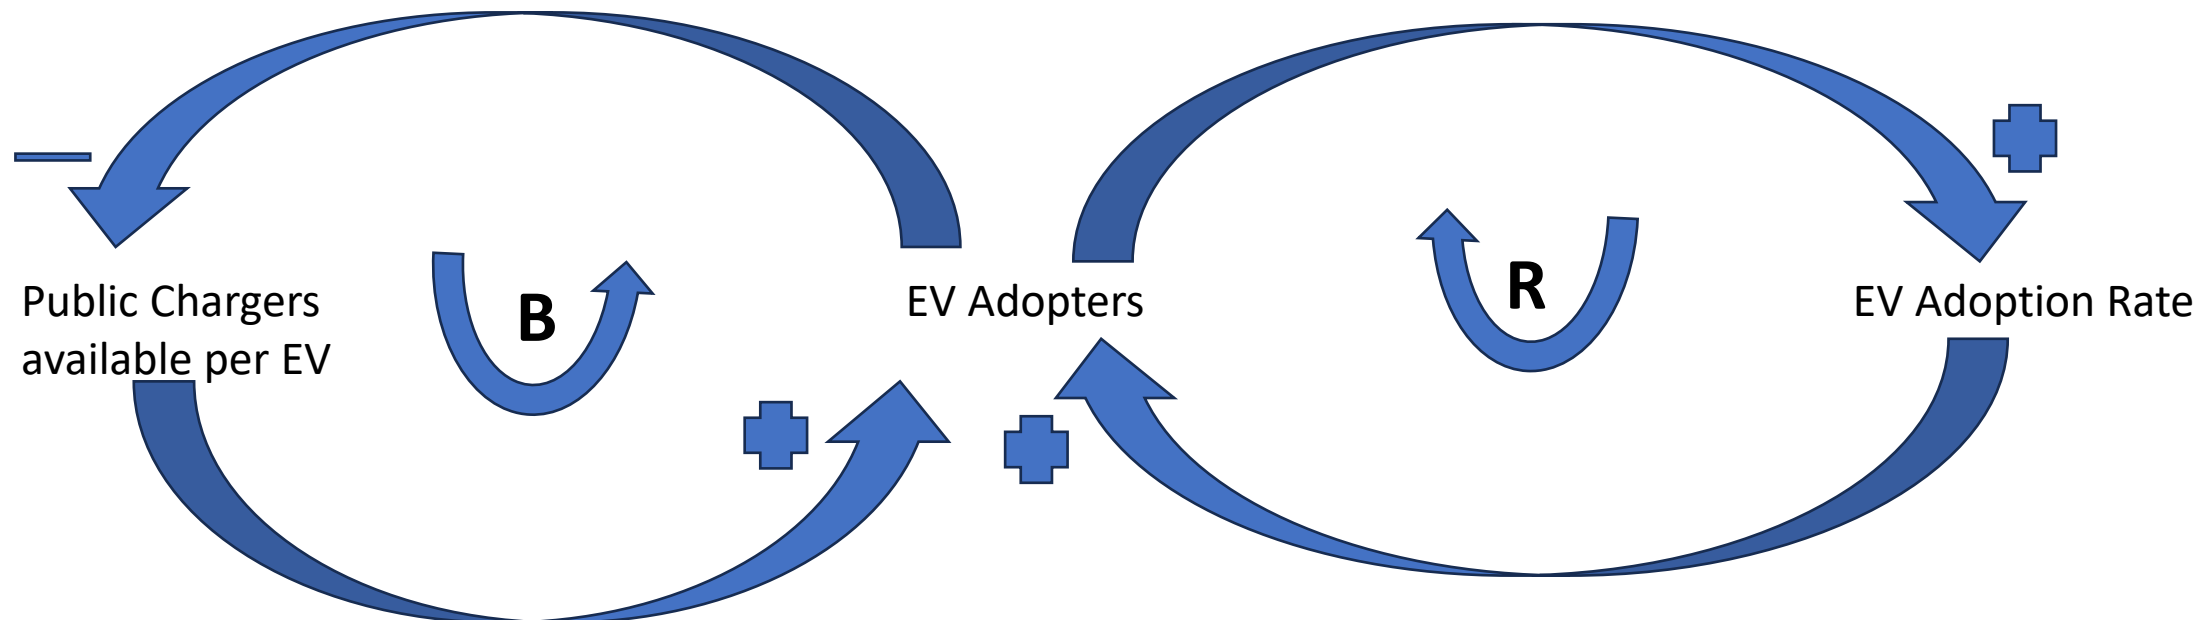 Public Chargers
available per EV
B
EV Adopters
R
EV Adoption Rate